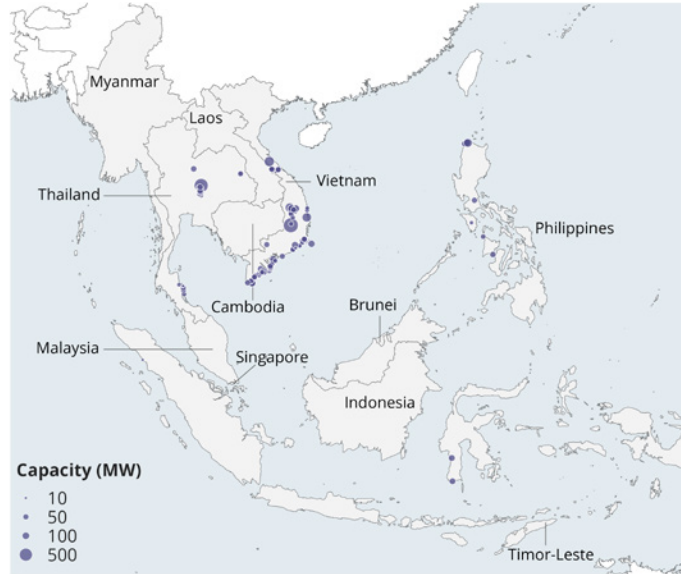 Myanmar
Laos
Thailand
Vietnam
Philippines
Cambodia
Brunei
Malaysia
Singapore
Indonesia
Capacity (MW)
10
50
100
500
Timor-Leste